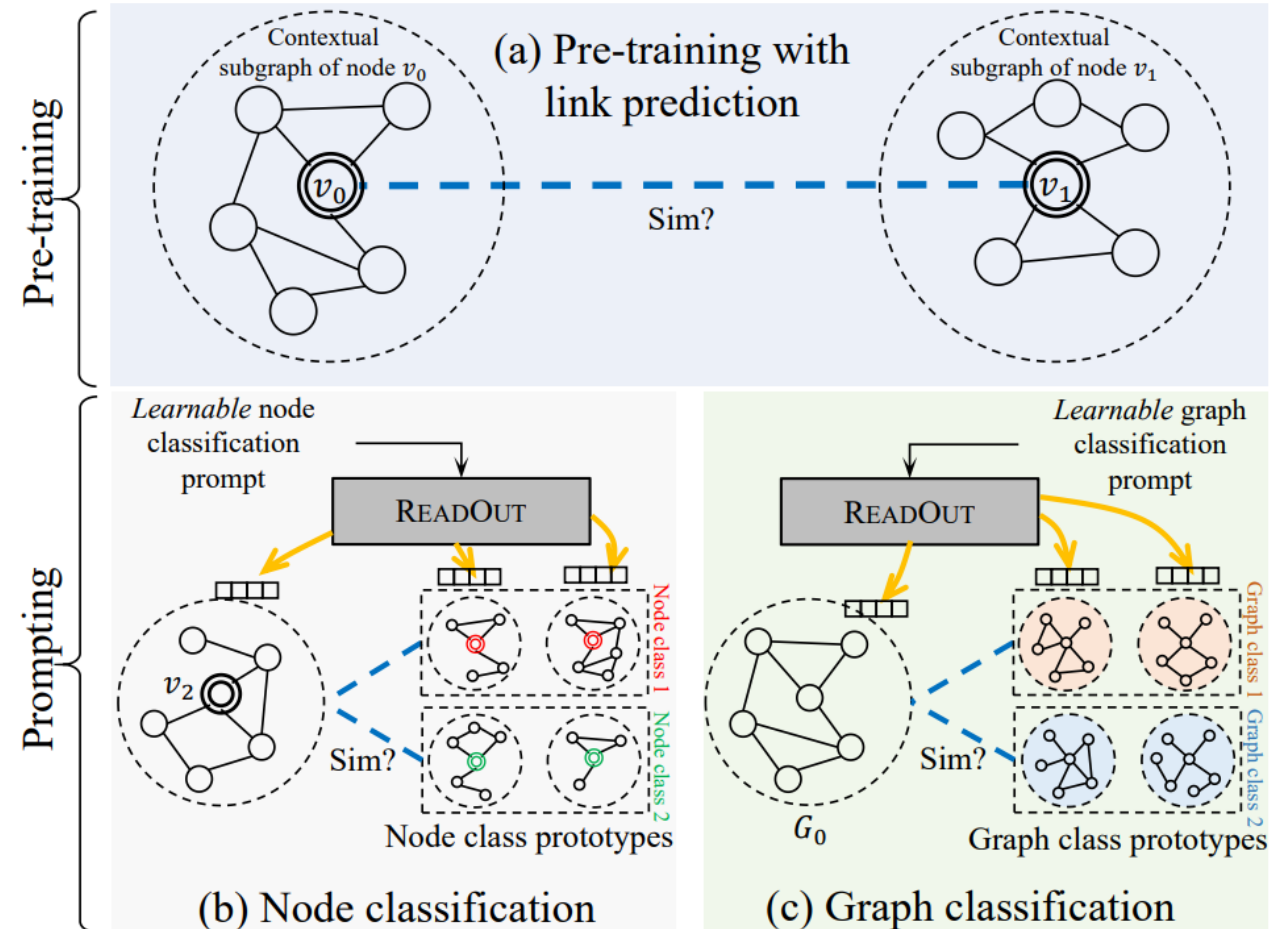 Pre-training
Contextual
subgraph of node v₀
(a) Pre-training with
link prediction
Contextual
subgraph of node v₁
v₀
v₁
Sim?
Prompting
Learnable node
classification
prompt
READOUT
v₂
Sim?
Node class 1
Node class 2
Node class prototypes
(b) Node classification
Learnable graph
classification
prompt
READOUT
G₀
Sim?
Graph class 1
Graph class 2
Graph class prototypes
(c) Graph classification